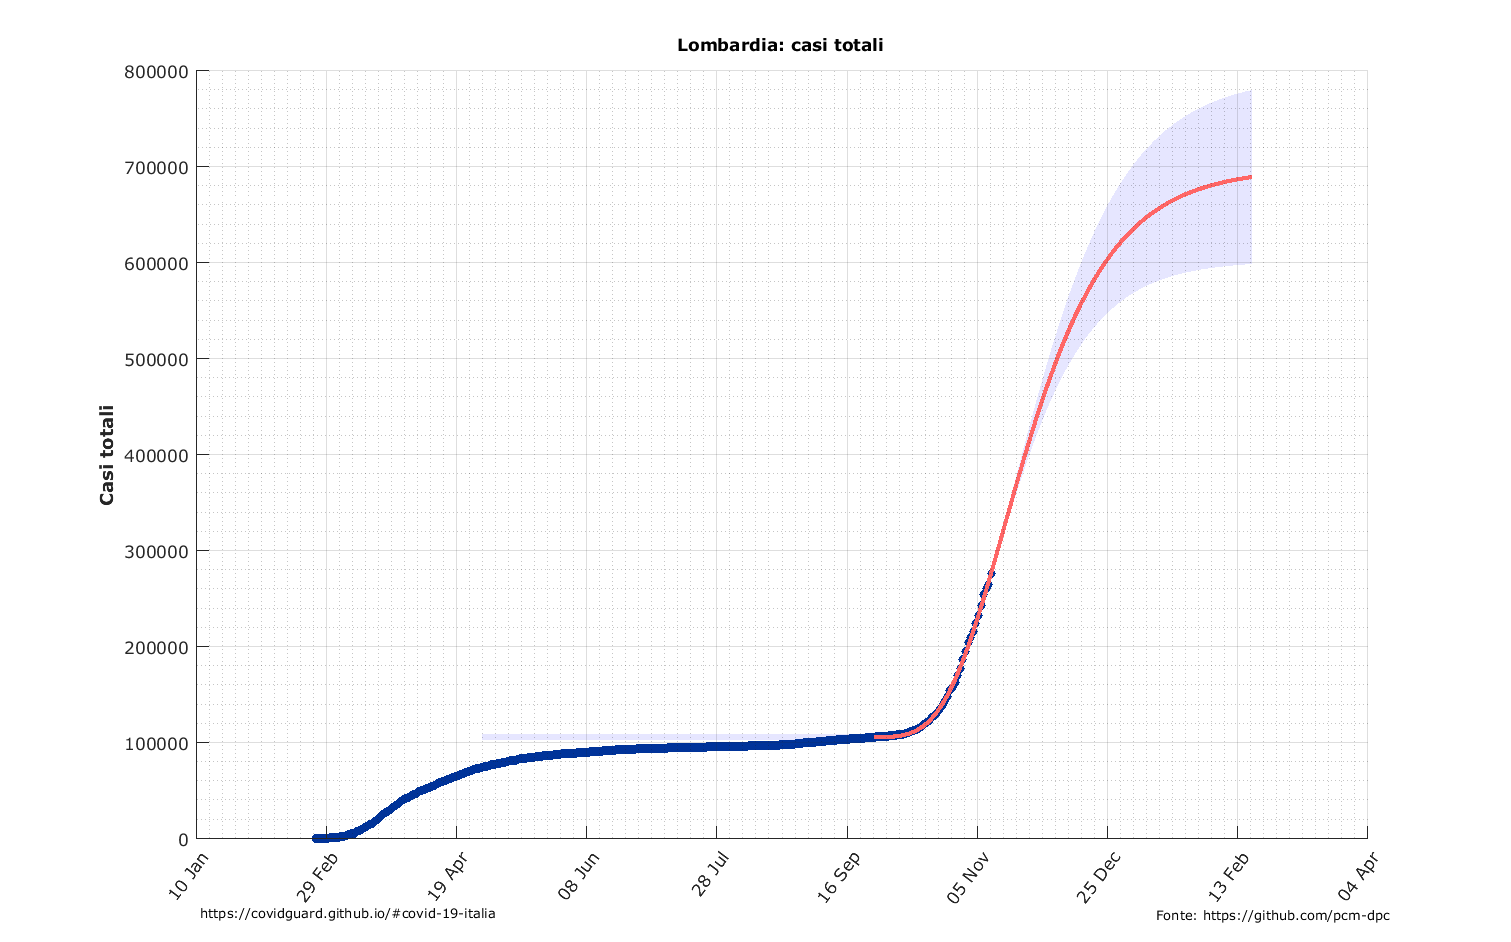 Lombardia: casi totali
800000
700000
600000
500000
400000
300000
200000
100000
0
Casi totali
10 Jan
29 Feb
19 Apr
08 Jun
28 Jul
16 Sep
05 Nov
25 Dec
13 Feb
04 Apr
https://covidguard.github.io/#covid-19-italia
Fonte: https://github.com/pcm-dpc